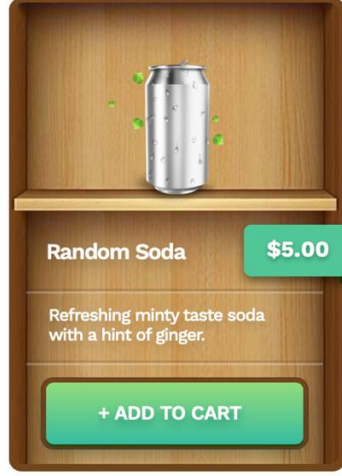 Random Soda
$5.00
Refreshing minty taste soda
with a hint of ginger.
+ ADD TO CART